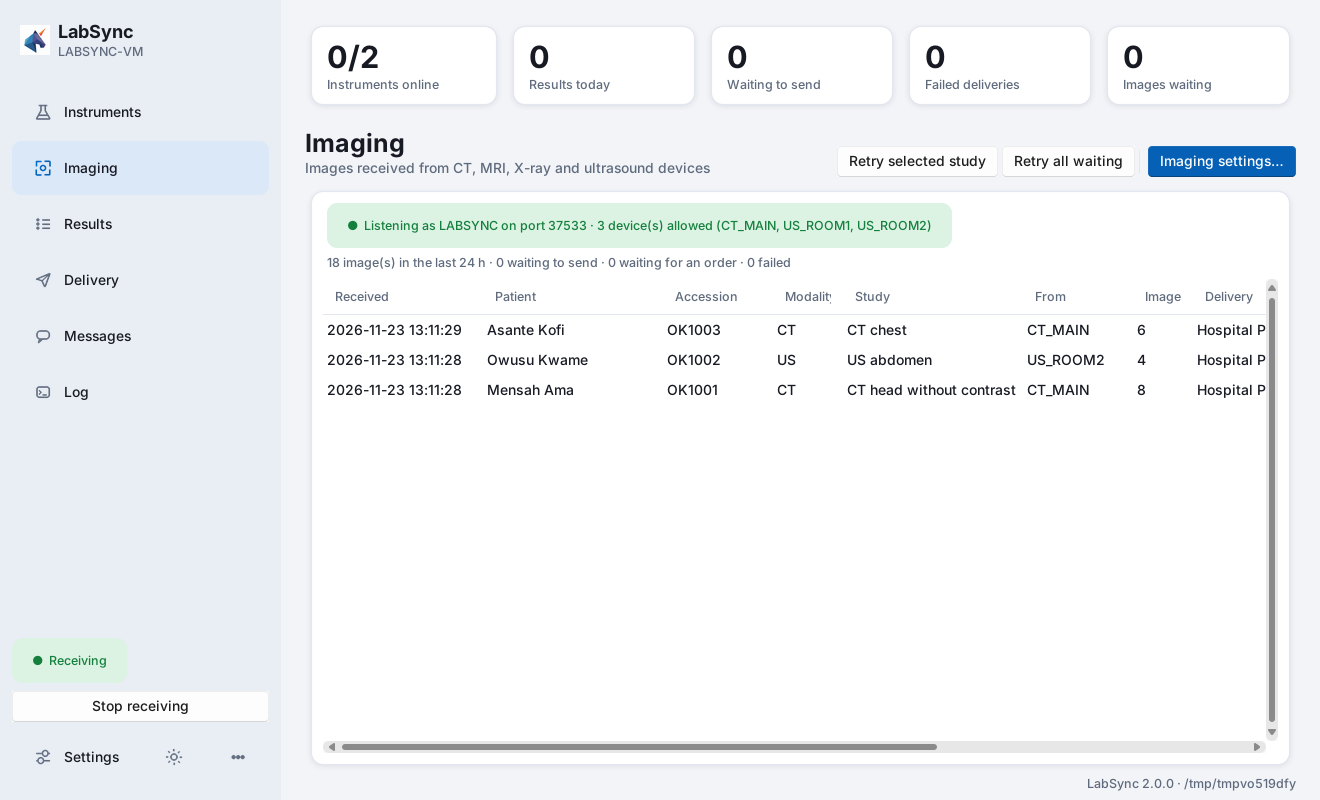 LabSync
LABSYNC-VM
Instruments
Imaging
Results
Delivery
Messages
Log
Receiving
Stop receiving
Settings
0/2
Instruments online
0
Results today
0
Waiting to send
0
Failed deliveries
0
Images waiting
Imaging
Images received from CT, MRI, X-ray and ultrasound devices
Retry selected study
Retry all waiting
Imaging settings...
Listening as LABSYNC on port 37533 · 3 device(s) allowed (CT_MAIN, US_ROOM1, US_ROOM2)
18 image(s) in the last 24 h · 0 waiting to send · 0 waiting for an order · 0 failed
Received Patient Accession Modality Study From Image Delivery
2026-11-23 13:11:29 Asante Kofi OK1003 CT CT chest CT_MAIN 6 Hospital P
2026-11-23 13:11:28 Owusu Kwame OK1002 US US abdomen US_ROOM2 4 Hospital P
2026-11-23 13:11:28 Mensah Ama OK1001 CT CT head without contrast CT_MAIN 8 Hospital P
LabSync 2.0.0 · /tmp/tmpvo519dfy